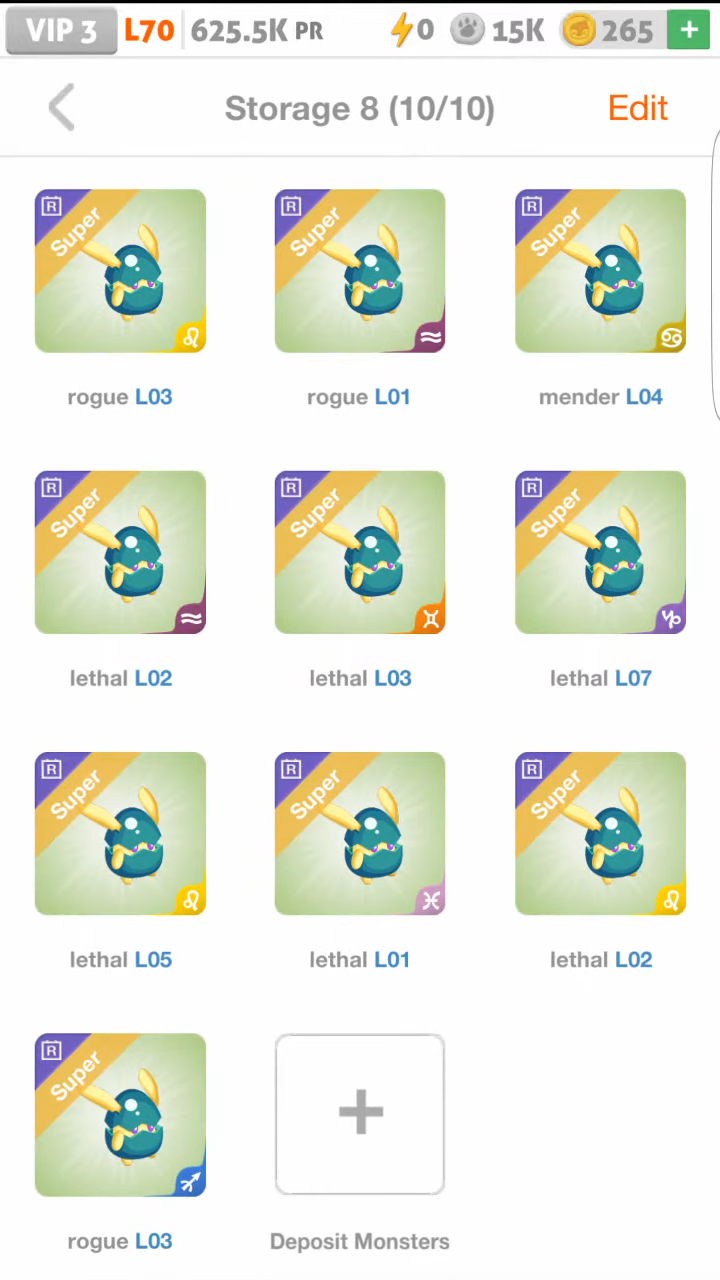 VIP 3 L70 625.5K PR 0 15K 265 +
Storage 8 (10/10) Edit
R Super R Super R Super
rogue L03 rogue L01 mender L04
R Super R Super R Super
lethal L02 lethal L03 lethal L07
R Super R Super R Super
lethal L05 lethal L01 lethal L02
R Super
rogue L03 Deposit Monsters